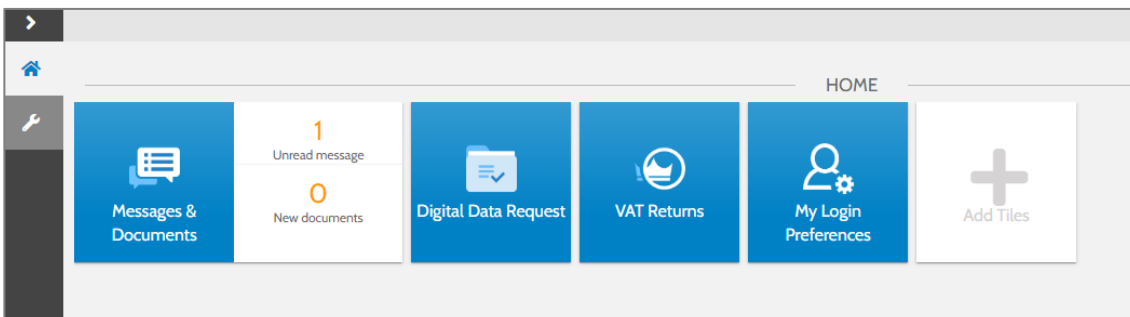 HOME
Messages &
Documents
1
Unread message
0
New documents
Digital Data Request
VAT Returns
My Login
Preferences
Add Tiles